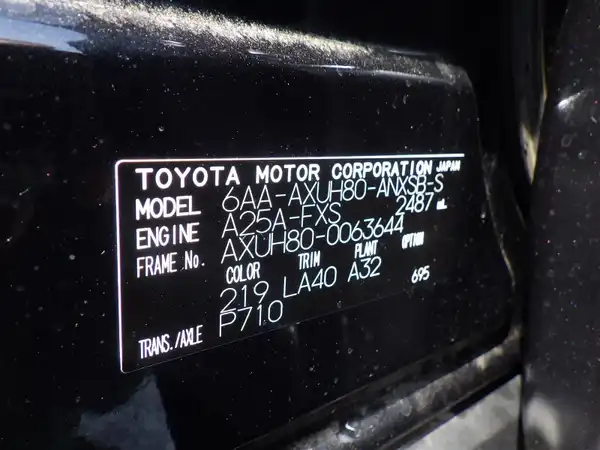 TOYOTA MOTOR CORPORATION JAPAN
MODEL 6AA-AXUH80-ANXSB-S
ENGINE A25A-FXS 2487 mL
FRAME No. AXUH80-0063644
COLOR TRIM PLANT OPTION
219 LA40 A32 695
TRANS./AXLE P710